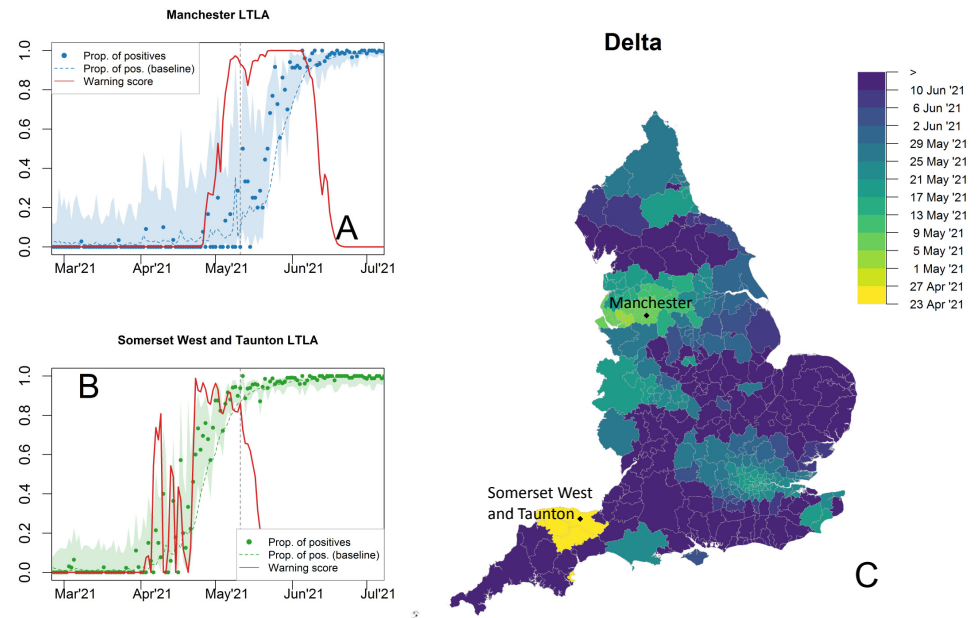 Manchester LTLA
Prop. of positives
Prop. of pos. (baseline)
Warning score
0.0 0.2 0.4 0.6 0.8 1.0
A
Mar'21 Apr'21 May'21 Jun'21 Jul'21
Somerset West and Taunton LTLA
B
0.0 0.2 0.4 0.6 0.8 1.0
Prop. of positives
Prop. of pos. (baseline)
Warning score
Mar'21 Apr'21 May'21 Jun'21 Jul'21
Delta
>
10 Jun '21
6 Jun '21
2 Jun '21
29 May '21
25 May '21
21 May '21
17 May '21
13 May '21
9 May '21
5 May '21
1 May '21
27 Apr '21
23 Apr '21
Manchester
Somerset West
and Taunton
C